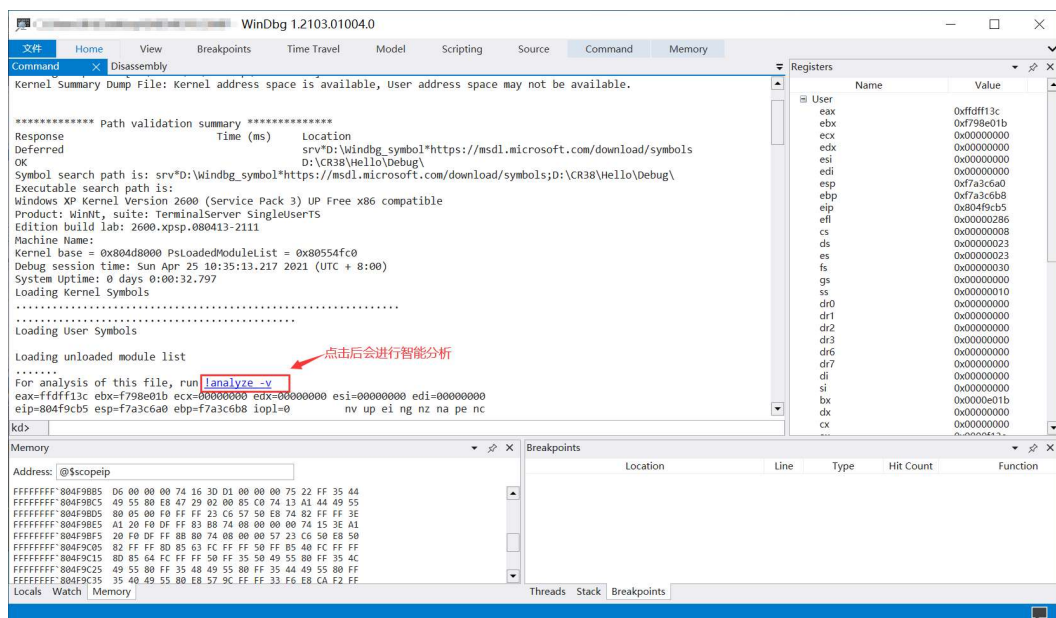 WinDbg 1.2103.01004.0
文件 Home View Breakpoints Time Travel Model Scripting Source Command Memory
Command Disassembly
Kernel Summary Dump File: Kernel address space is available, User address space may not be available.
************* Path validation summary **************
Response Time (ms) Location
Deferred srv*D:\Windbg_symbol*https://msdl.microsoft.com/download/symbols
OK D:\CR38\Hello\Debug\
Symbol search path is: srv*D:\Windbg_symbol*https://msdl.microsoft.com/download/symbols;D:\CR38\Hello\Debug\
Executable search path is:
Windows XP Kernel Version 2600 (Service Pack 3) UP Free x86 compatible
Product: WinNt, suite: TerminalServer SingleUserTS
Edition build lab: 2600.xpsp.080413-2111
Machine Name:
Kernel base = 0x804d8000 PsLoadedModuleList = 0x80554fc0
Debug session time: Sun Apr 25 10:35:13.217 2021 (UTC + 8:00)
System Uptime: 0 days 0:00:32.797
Loading Kernel Symbols
...............................................................
..............................................
Loading User Symbols
Loading unloaded module list
.......
点击后会进行智能分析
For analysis of this file, run !analyze -v
eax=ffdff13c ebx=f798e01b ecx=00000000 edx=00000000 esi=00000000 edi=00000000
eip=804f9cb5 esp=f7a3c6a0 ebp=f7a3c6b8 iopl=0 nv up ei ng nz na pe nc
kd>
Registers
Name Value
User
eax 0xffdff13c
ebx 0xf798e01b
ecx 0x00000000
edx 0x00000000
esi 0x00000000
edi 0x00000000
esp 0xf7a3c6a0
ebp 0xf7a3c6b8
eip 0x804f9cb5
efl 0x00000286
cs 0x00000008
ds 0x00000023
es 0x00000023
fs 0x00000030
gs 0x00000000
ss 0x00000010
dr0 0x00000000
dr1 0x00000000
dr2 0x00000000
dr3 0x00000000
dr6 0x00000000
dr7 0x00000000
di 0x00000000
si 0x00000000
bx 0x0000e01b
dx 0x00000000
cx 0x00000000
Memory
Address: @$scopeip
FFFFFFFF`804F9BB5 D6 00 00 00 74 16 3D D1 00 00 00 75 22 FF 35 44
FFFFFFFF`804F9BC5 49 55 80 E8 47 29 02 00 85 C0 74 13 A1 44 49 55
FFFFFFFF`804F9BD5 80 05 00 F0 FF FF 23 C6 57 50 E8 74 82 FF FF 3E
FFFFFFFF`804F9BE5 A1 20 F0 DF FF 83 B8 74 08 00 00 00 74 15 3E A1
FFFFFFFF`804F9BF5 20 F0 DF FF 8B 80 74 08 00 00 57 23 C6 50 E8 50
FFFFFFFF`804F9C05 82 FF FF 8D 85 63 FC FF FF 50 FF B5 40 FC FF FF
FFFFFFFF`804F9C15 8D 85 64 FC FF FF 50 FF 35 50 49 55 80 FF 35 4C
FFFFFFFF`804F9C25 49 55 80 FF 35 48 49 55 80 FF 35 44 49 55 80 FF
FFFFFFFF`804F9C35 35 40 49 55 80 E8 57 9C FF FF 33 F6 E8 CA F2 FF
Locals Watch Memory
Breakpoints
Location Line Type Hit Count Function
Threads Stack Breakpoints